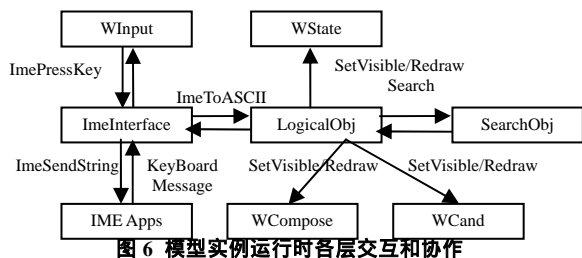 WInput
WState
ImePressKey
SetVisible/Redraw
Search
ImeToASCII
ImeInterface
LogicalObj
SearchObj
ImeSendString
KeyBoard
Message
SetVisible/Redraw
SetVisible/Redraw
IME Apps
WCompose
WCand
图 6 模型实例运行时各层交互和协作